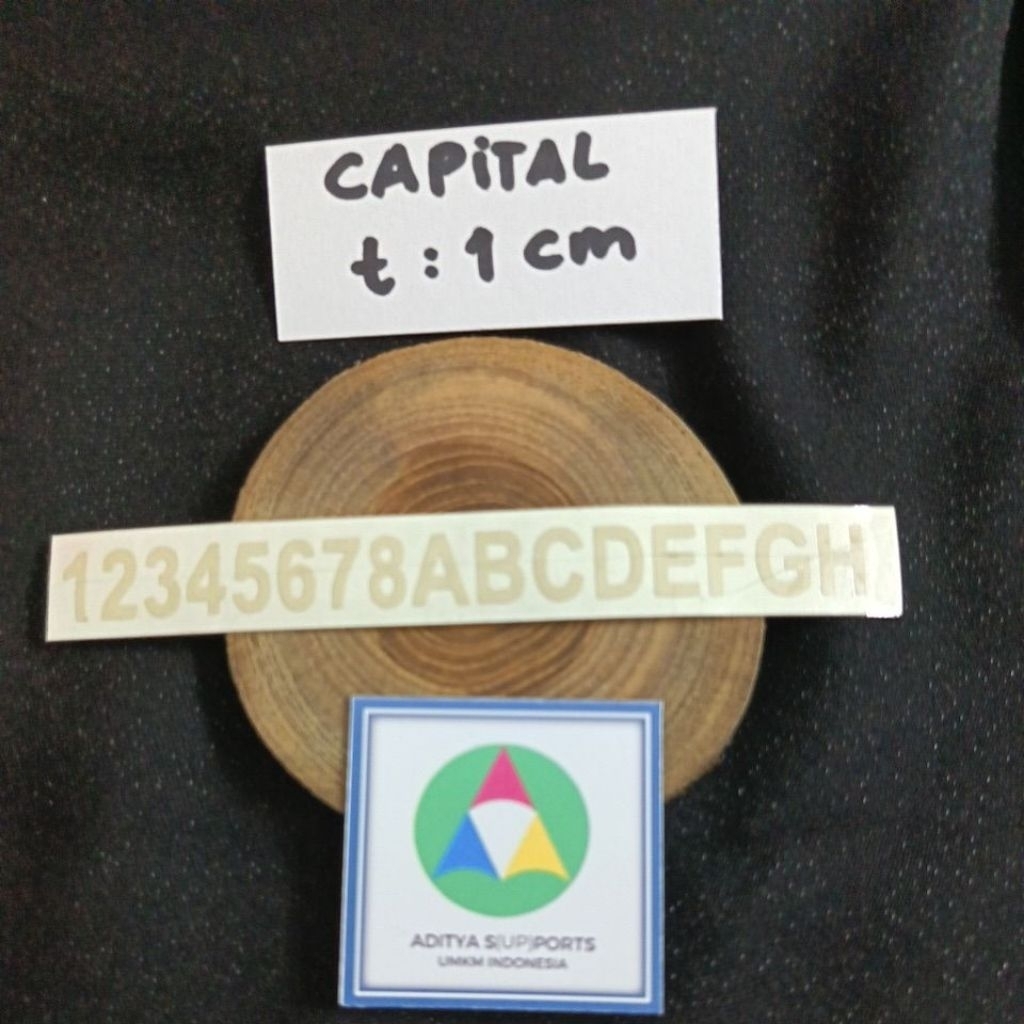 CAPiTAL
t : 1 cm
12345678ABCDEFGH
ADITYA S(UP)PORTS
UMKM INDONESIA